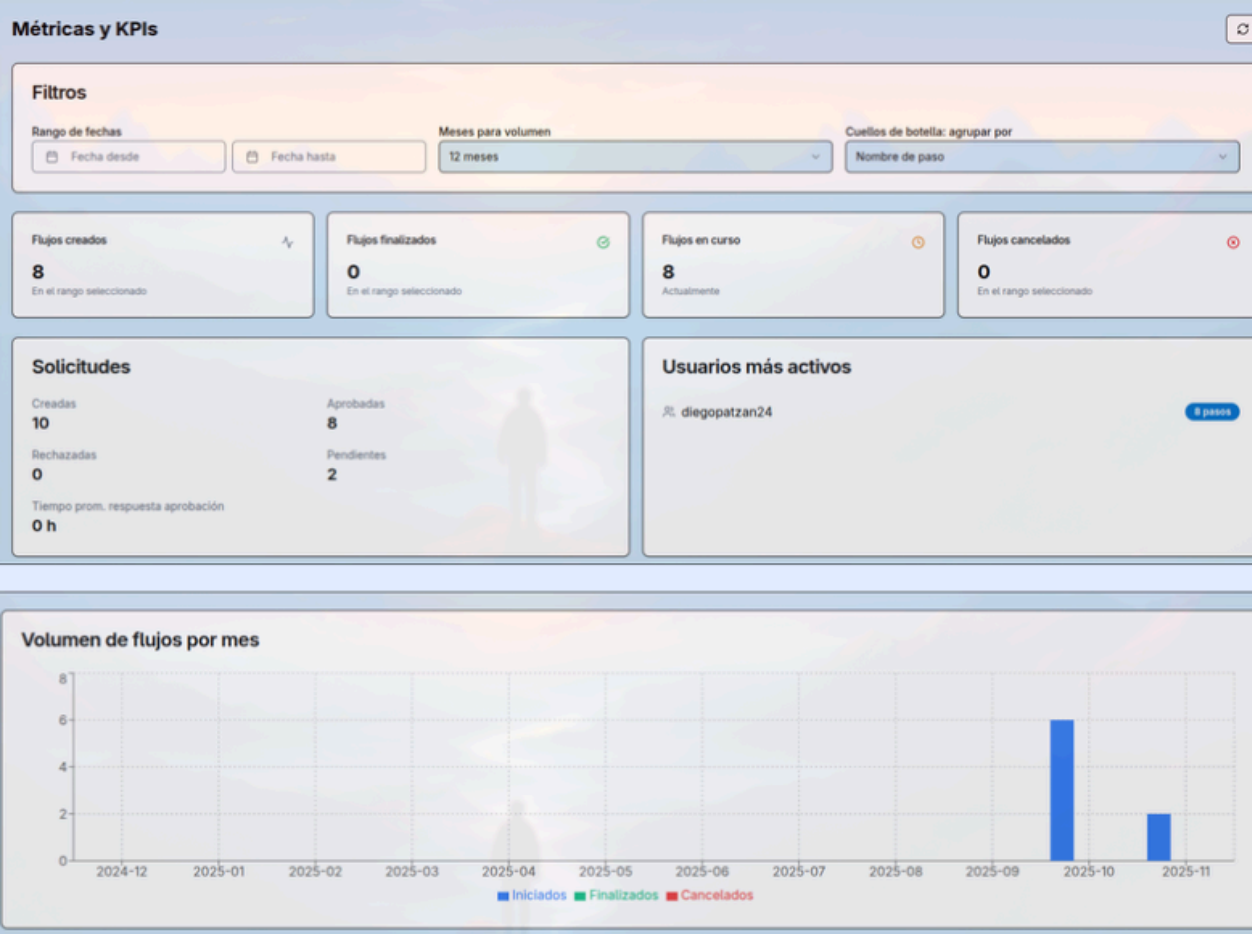 Métricas y KPIs
Filtros
Rango de fechas
Meses para volumen
Cuellos de botella: agrupar por
Fecha desde
Fecha hasta
12 meses
Nombre de paso
Flujos creados
8
En el rango seleccionado
Flujos finalizados
0
En el rango seleccionado
Flujos en curso
8
Actualmente
Flujos cancelados
0
En el rango seleccionado
Solicitudes
Creadas
10
Aprobadas
8
Rechazadas
0
Pendientes
2
Tiempo prom. respuesta aprobación
0 h
Usuarios más activos
diegopatzan24
8 pasos
Volumen de flujos por mes
8
6
4
2
0
2024-12 2025-01 2025-02 2025-03 2025-04 2025-05 2025-06 2025-07 2025-08 2025-09 2025-10 2025-11
Iniciados Finalizados Cancelados